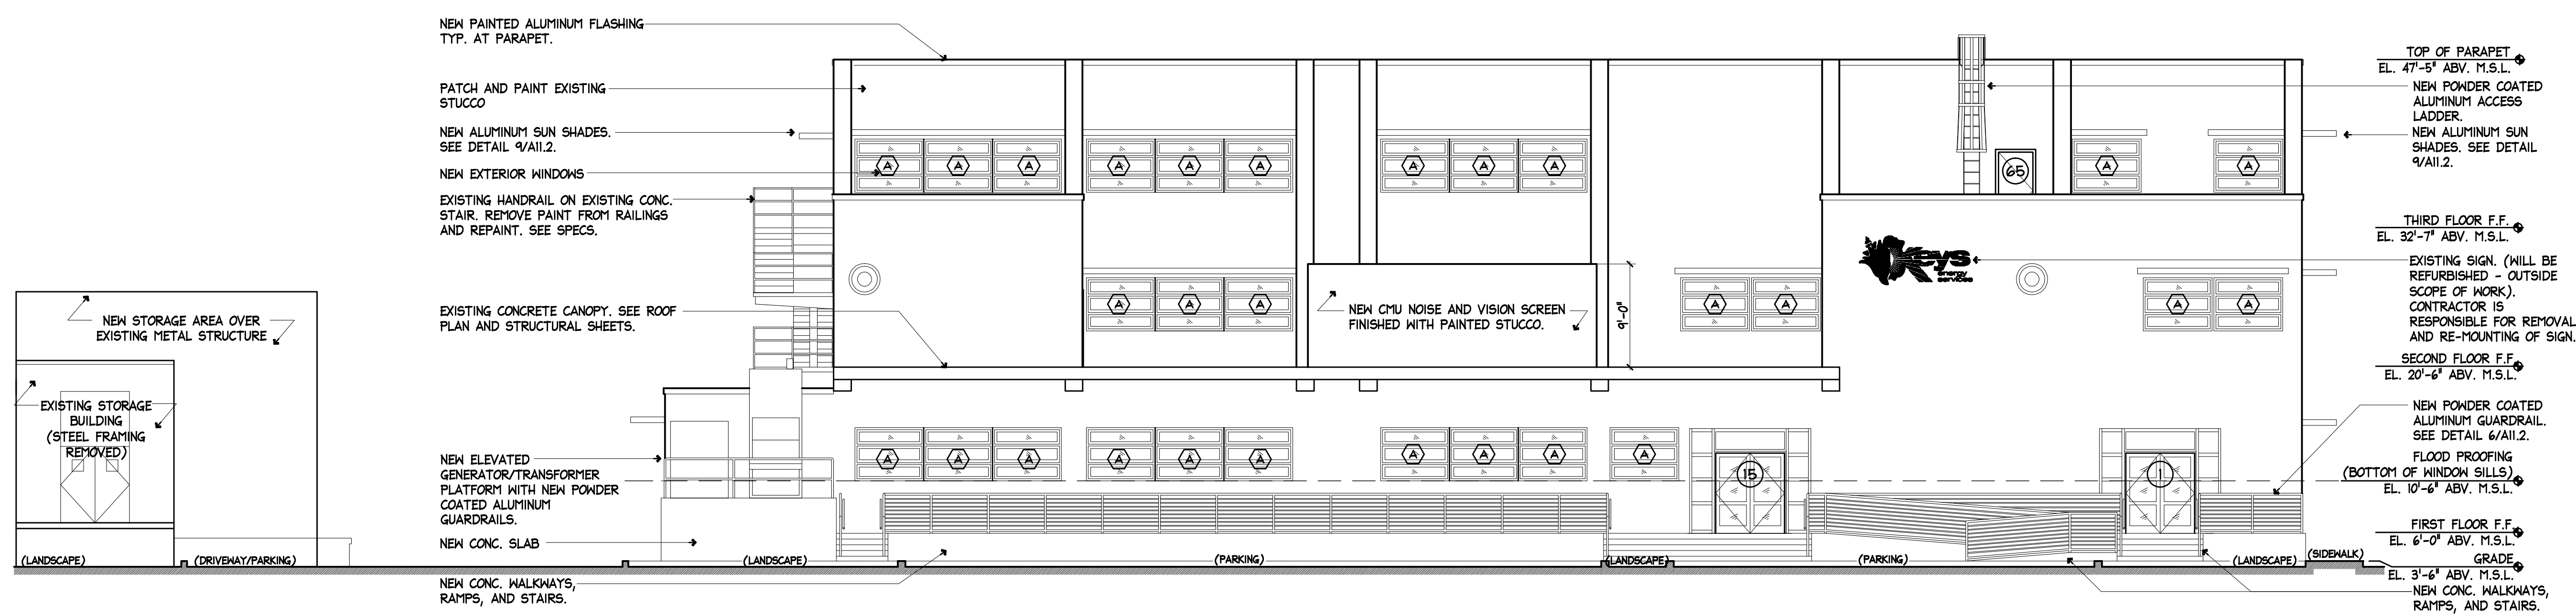 NEW PAINTED ALUMINUM FLASHING
TYP. AT PARAPET.
PATCH AND PAINT EXISTING
STUCCO
NEW ALUMINUM SUN SHADES.
SEE DETAIL 9/A11.2.
NEW EXTERIOR WINDOWS
EXISTING HANDRAIL ON EXISTING CONC.
STAIR. REMOVE PAINT FROM RAILINGS
AND REPAINT. SEE SPECS.
EXISTING CONCRETE CANOPY. SEE ROOF
PLAN AND STRUCTURAL SHEETS.
NEW ELEVATED
GENERATOR/TRANSFORMER
PLATFORM WITH NEW POWDER
COATED ALUMINUM
GUARDRAILS.
NEW CONC. SLAB
NEW CONC. WALKWAYS,
RAMPS, AND STAIRS.
NEW STORAGE AREA OVER
EXISTING METAL STRUCTURE
EXISTING STORAGE
BUILDING
(STEEL FRAMING
REMOVED)
(LANDSCAPE)
(DRIVEWAY/PARKING)
(LANDSCAPE)
(PARKING)
(LANDSCAPE)
(PARKING)
(LANDSCAPE)
(SIDEWALK)
A A A A A A A A A A A
65
keys
energy
services
A A A A A A A
NEW CMU NOISE AND VISION SCREEN
FINISHED WITH PAINTED STUCCO.
9'-0"
A A A A A A A A A A
15
1
TOP OF PARAPET
EL. 47'-5" ABV. M.S.L.
NEW POWDER COATED
ALUMINUM ACCESS
LADDER.
NEW ALUMINUM SUN
SHADES. SEE DETAIL
9/A11.2.
THIRD FLOOR F.F.
EL. 32'-7" ABV. M.S.L.
EXISTING SIGN. (WILL BE
REFURBISHED - OUTSIDE
SCOPE OF WORK).
CONTRACTOR IS
RESPONSIBLE FOR REMOVAL
AND RE-MOUNTING OF SIGN.
SECOND FLOOR F.F.
EL. 20'-6" ABV. M.S.L.
NEW POWDER COATED
ALUMINUM GUARDRAIL.
SEE DETAIL 6/A11.2.
FLOOD PROOFING
(BOTTOM OF WINDOW SILLS)
EL. 10'-6" ABV. M.S.L.
FIRST FLOOR F.F.
EL. 6'-0" ABV. M.S.L.
GRADE
EL. 3'-6" ABV. M.S.L.
NEW CONC. WALKWAYS,
RAMPS, AND STAIRS.